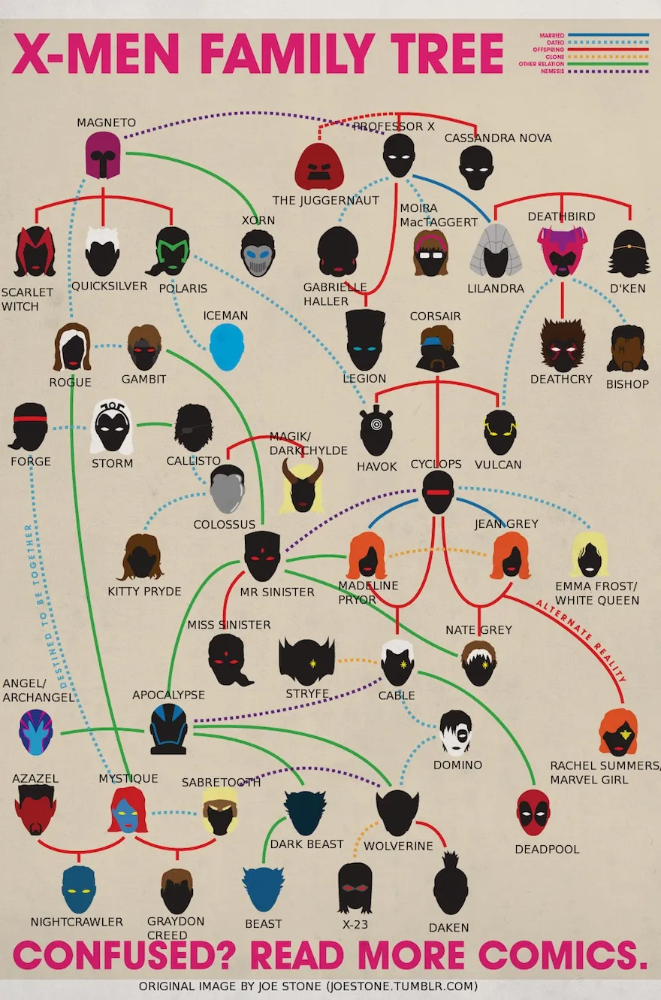 X-MEN FAMILY TREE
MARRIED
DATED
OFFSPRING
CLONE
OTHER RELATION
NEMESIS
MAGNETO
PROFESSOR X
CASSANDRA NOVA
THE JUGGERNAUT
MOIRA
MacTAGGERT
DEATHBIRD
XORN
SCARLET
WITCH
QUICKSILVER
POLARIS
GABRIELLE
HALLER
LILANDRA
D'KEN
ICEMAN
CORSAIR
ROGUE
GAMBIT
LEGION
DEATHCRY
BISHOP
FORGE
STORM
CALLISTO
MAGIK/
DARKCHYLDE
HAVOK
CYCLOPS
VULCAN
COLOSSUS
JEAN GREY
DESTINED TO BE TOGETHER
KITTY PRYDE
MR SINISTER
MADELINE
PRYOR
EMMA FROST/
WHITE QUEEN
ALTERNATE REALITY
MISS SINISTER
NATE GREY
STRYFE
CABLE
ANGEL/
ARCHANGEL
APOCALYPSE
DOMINO
RACHEL SUMMERS/
MARVEL GIRL
AZAZEL
MYSTIQUE
SABRETOOTH
DARK BEAST
WOLVERINE
DEADPOOL
NIGHTCRAWLER
GRAYDON
CREED
BEAST
X-23
DAKEN
CONFUSED? READ MORE COMICS.
ORIGINAL IMAGE BY JOE STONE (JOESTONE.TUMBLR.COM)